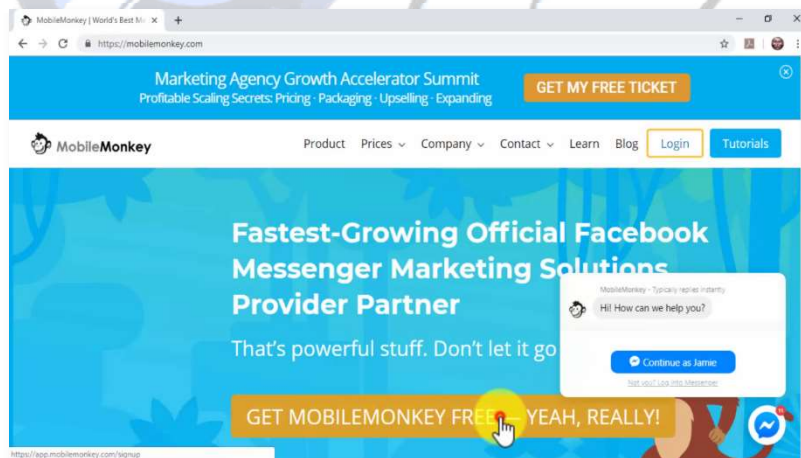 MobileMonkey | World's Best Me
https://mobilemonkey.com
Marketing Agency Growth Accelerator Summit
Profitable Scaling Secrets: Pricing · Packaging · Upselling · Expanding
GET MY FREE TICKET
MobileMonkey
Product Prices Company Contact Learn Blog Login Tutorials
Fastest-Growing Official Facebook
Messenger Marketing Solutions
Provider Partner
MobileMonkey - Typically replies instantly
Hi! How can we help you?
That's powerful stuff. Don't let it go
Continue as Jamie
Not you? Log into Messenger
GET MOBILEMONKEY FREE — YEAH, REALLY!
https://app.mobilemonkey.com/signup